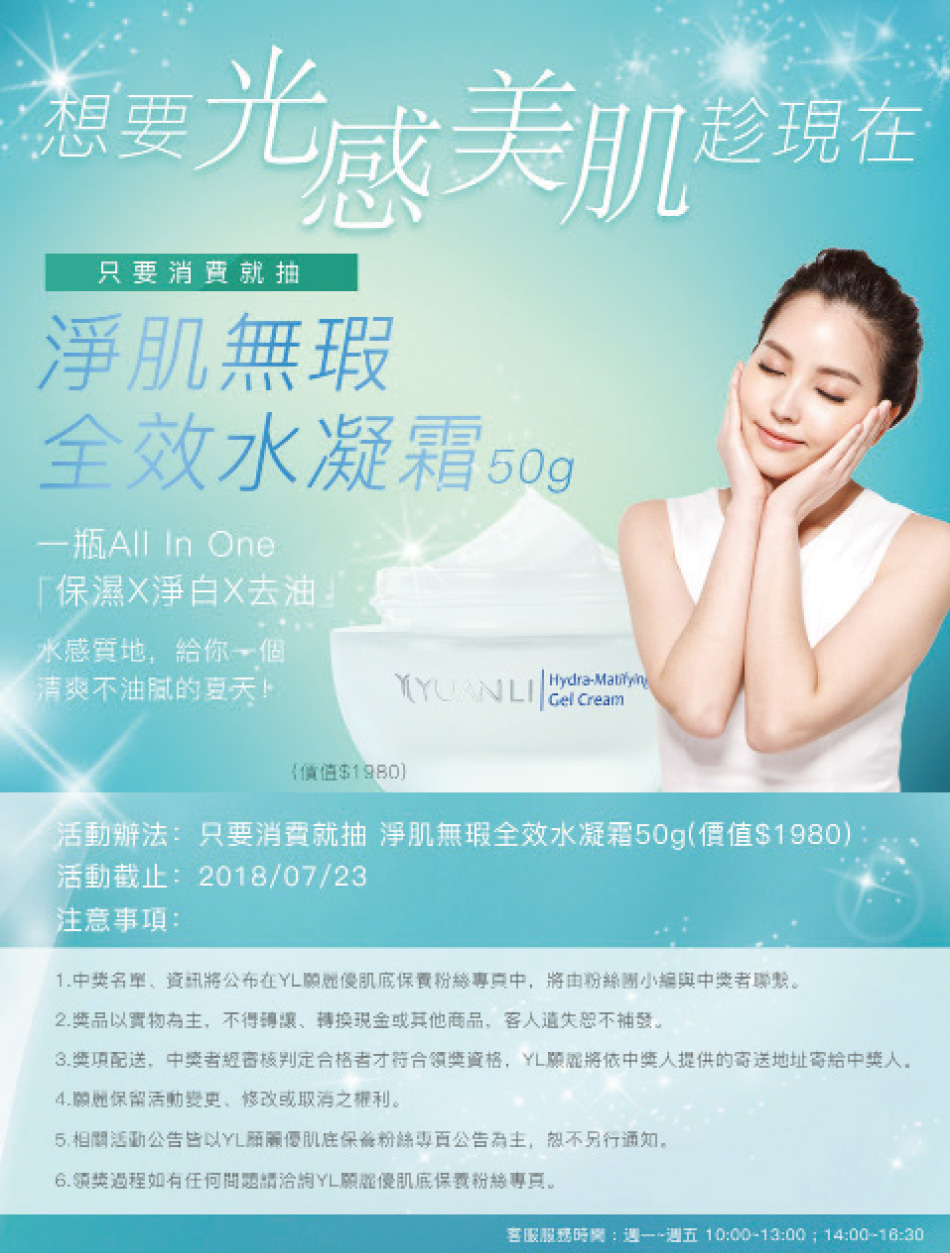 想要光感美肌趁現在
只要消費就抽
淨肌無瑕
全效水凝霜50g
一瓶All In One
「保濕X淨白X去油」
水感質地，給你一個
清爽不油膩的夏天!
YUANLI
Hydra-Matifying
Gel Cream
(價值$1980)
活動辦法：只要消費就抽 淨肌無瑕全效水凝霜50g(價值$1980)
活動截止：2018/07/23
注意事項：
1.中獎名單、資訊將公布在YL願麗優肌底保養粉絲專頁中，將由粉絲團小編與中獎者聯繫。
2.獎品以實物為主，不得轉讓、轉換現金或其他商品，客人遺失恕不補發。
3.獎項配送，中獎者經審核判定合格者才符合領獎資格，YL願麗將依中獎人提供的寄送地址寄給中獎人。
4.願麗保留活動變更、修改或取消之權利。
5.相關活動公告皆以YL願麗優肌底保養粉絲專頁公告為主，恕不另行通知。
6.領獎過程如有任何問題請洽詢YL願麗優肌底保養粉絲專頁。
客服服務時間：週一~週五 10:00~13:00；14:00~16:30